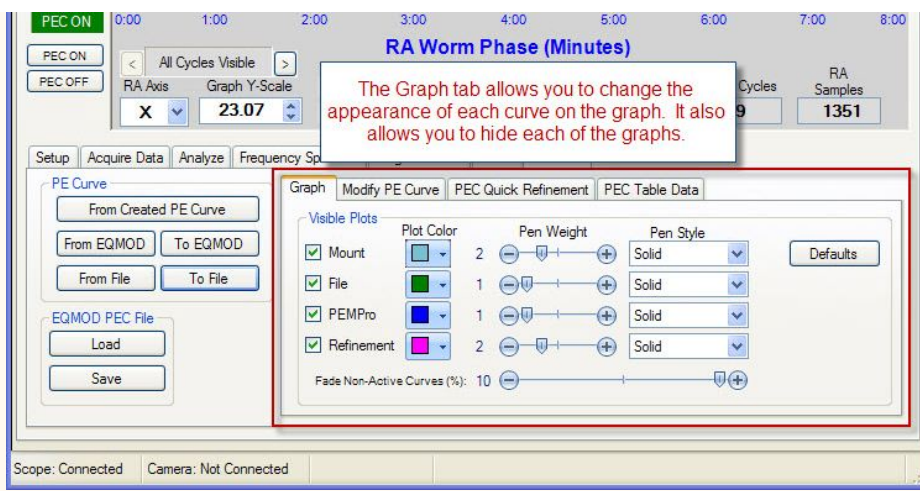 PEC ON
0:00 1:00 2:00 3:00 4:00 5:00 6:00 7:00 8:00
RA Worm Phase (Minutes)
PEC ON
PEC OFF
< All Cycles Visible >
RA Axis Graph Y-Scale
X 23.07
The Graph tab allows you to change the
appearance of each curve on the graph. It also
allows you to hide each of the graphs.
Cycles
9
RA
Samples
1351
Setup Acquire Data Analyze Frequency
PE Curve
From Created PE Curve
From EQMOD To EQMOD
From File To File
EQMOD PEC File
Load
Save
Graph Modify PE Curve PEC Quick Refinement PEC Table Data
Visible Plots
Plot Color Pen Weight Pen Style
Mount 2 Solid
Defaults
File 1 Solid
PEMPro 1 Solid
Refinement 2 Solid
Fade Non-Active Curves (%): 10
Scope: Connected Camera: Not Connected